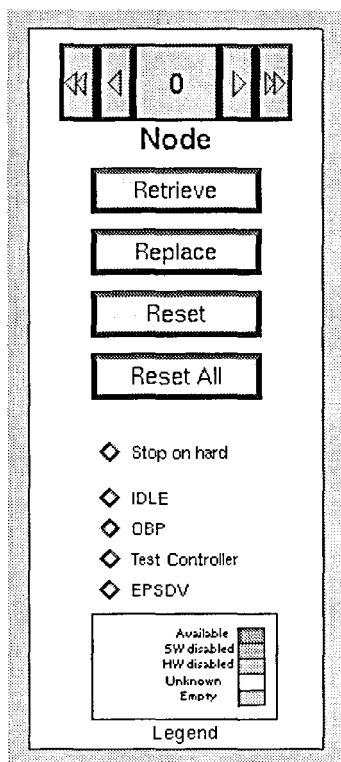 0
Node
Retrieve
Replace
Reset
Reset All
Stop on hard
IDLE
OBP
Test Controller
EPSDV
Available
SW disabled
HW disabled
Unknown
Empty
Legend